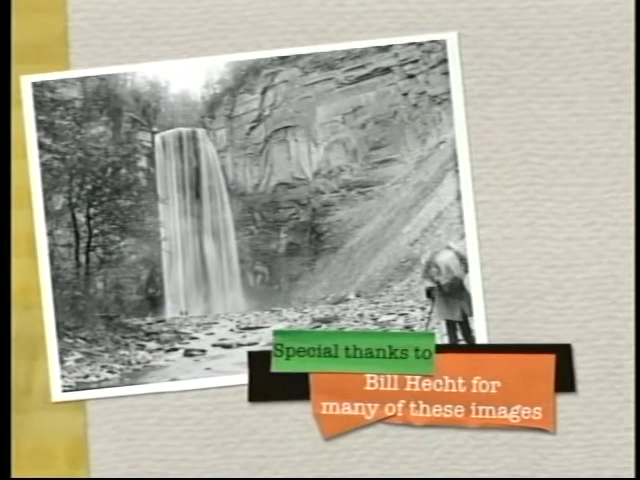 Special thanks to
Bill Hecht for
many of these images